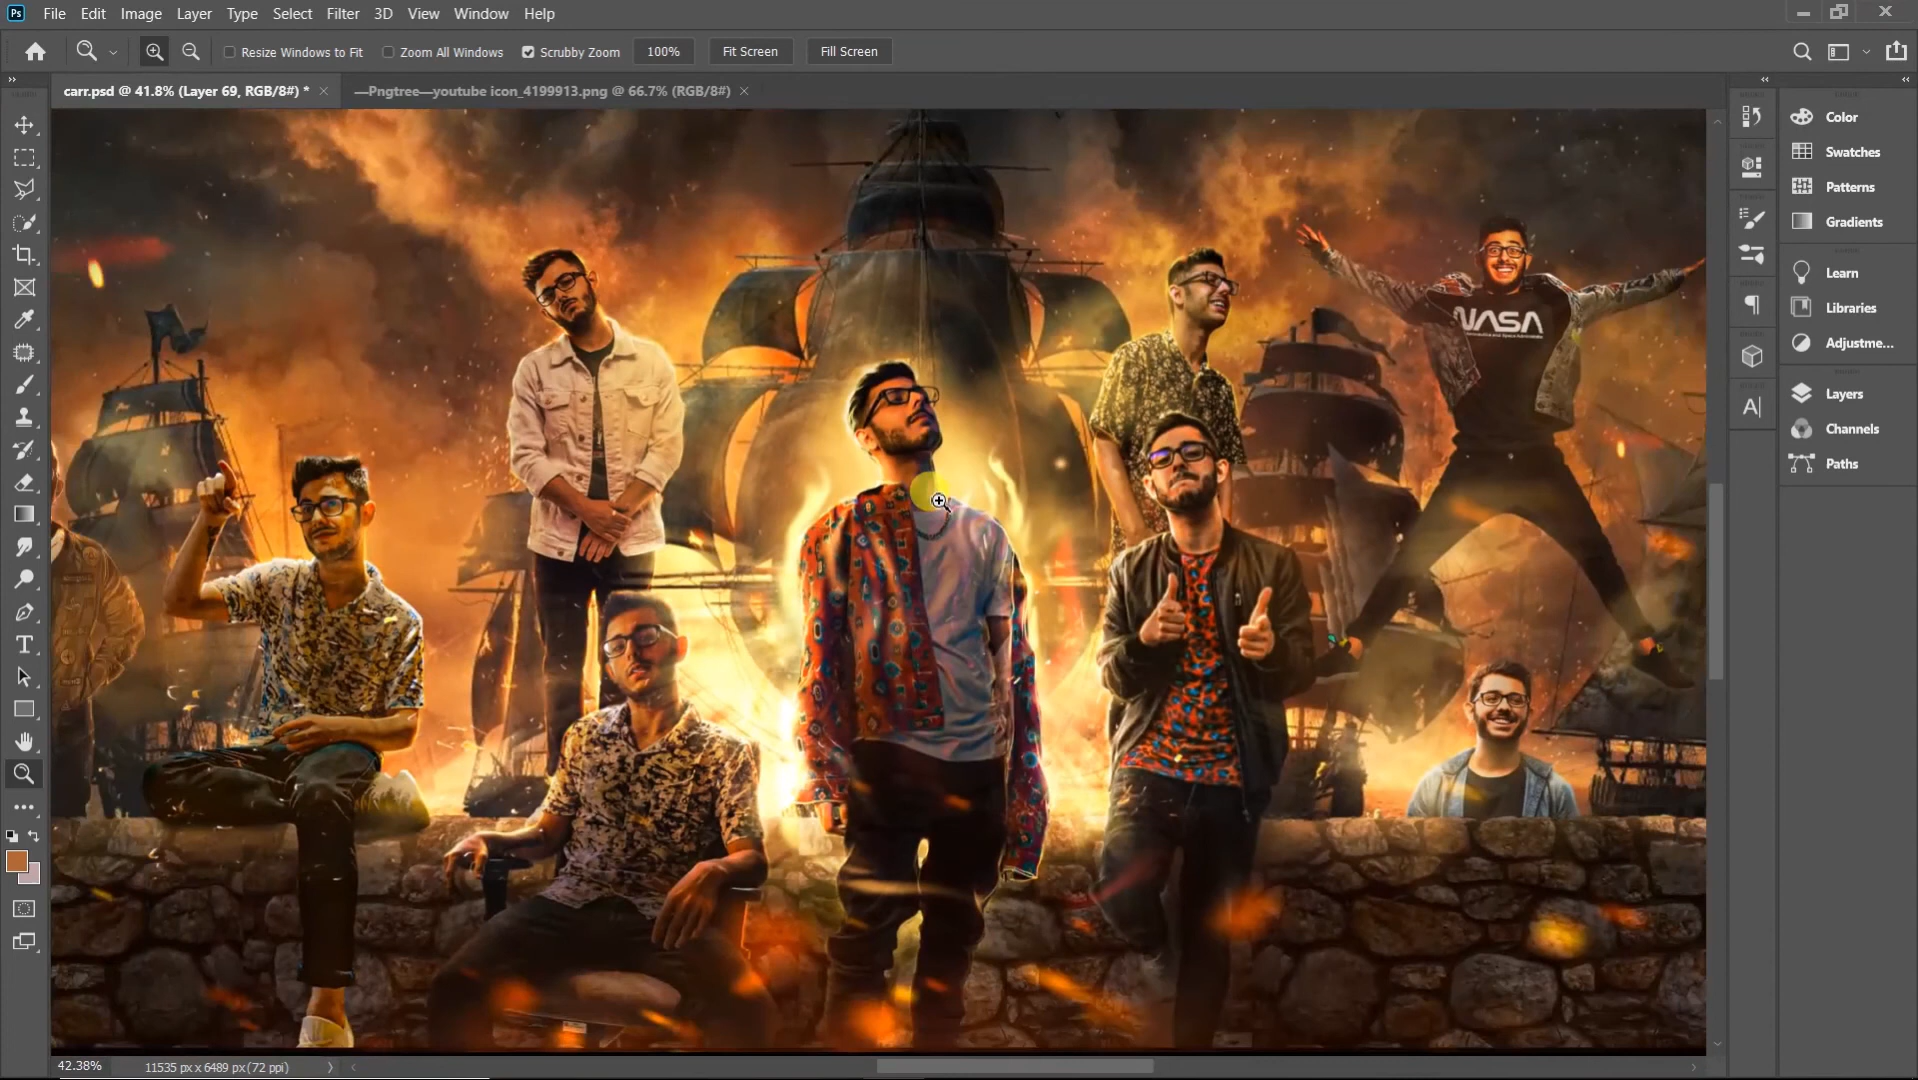 Ps File Edit Image Layer Type Select Filter 3D View Window Help
Resize Windows to Fit Zoom All Windows Scrubby Zoom 100% Fit Screen Fill Screen
carr.psd @ 41.8% (Layer 69, RGB/8#) * —Pngtree—youtube icon_4199913.png @ 66.7% (RGB/8#)
Color
Swatches
Patterns
Gradients
Learn
Libraries
Adjustme...
Layers
Channels
Paths
NASA
42.38% 11535 px x 6489 px (72 ppi)